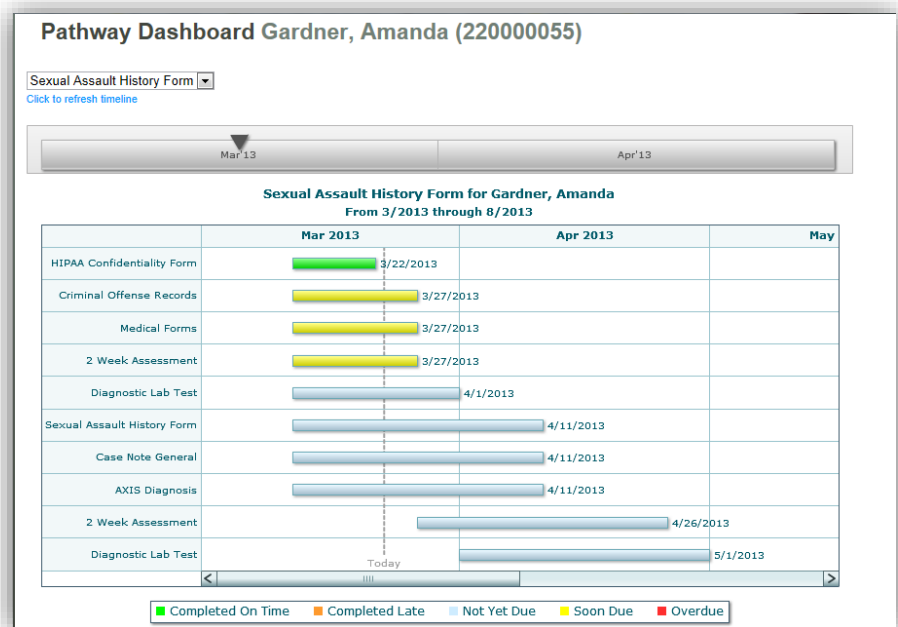 Pathway Dashboard Gardner, Amanda (220000055)
Sexual Assault History Form
Click to refresh timeline
Mar'13 Apr'13
Sexual Assault History Form for Gardner, Amanda
From 3/2013 through 8/2013
Mar 2013 Apr 2013 May
HIPAA Confidentiality Form 3/22/2013
Criminal Offense Records 3/27/2013
Medical Forms 3/27/2013
2 Week Assessment 3/27/2013
Diagnostic Lab Test 4/1/2013
Sexual Assault History Form 4/11/2013
Case Note General 4/11/2013
AXIS Diagnosis 4/11/2013
2 Week Assessment 4/26/2013
Diagnostic Lab Test 5/1/2013
Today
Completed On Time Completed Late Not Yet Due Soon Due Overdue